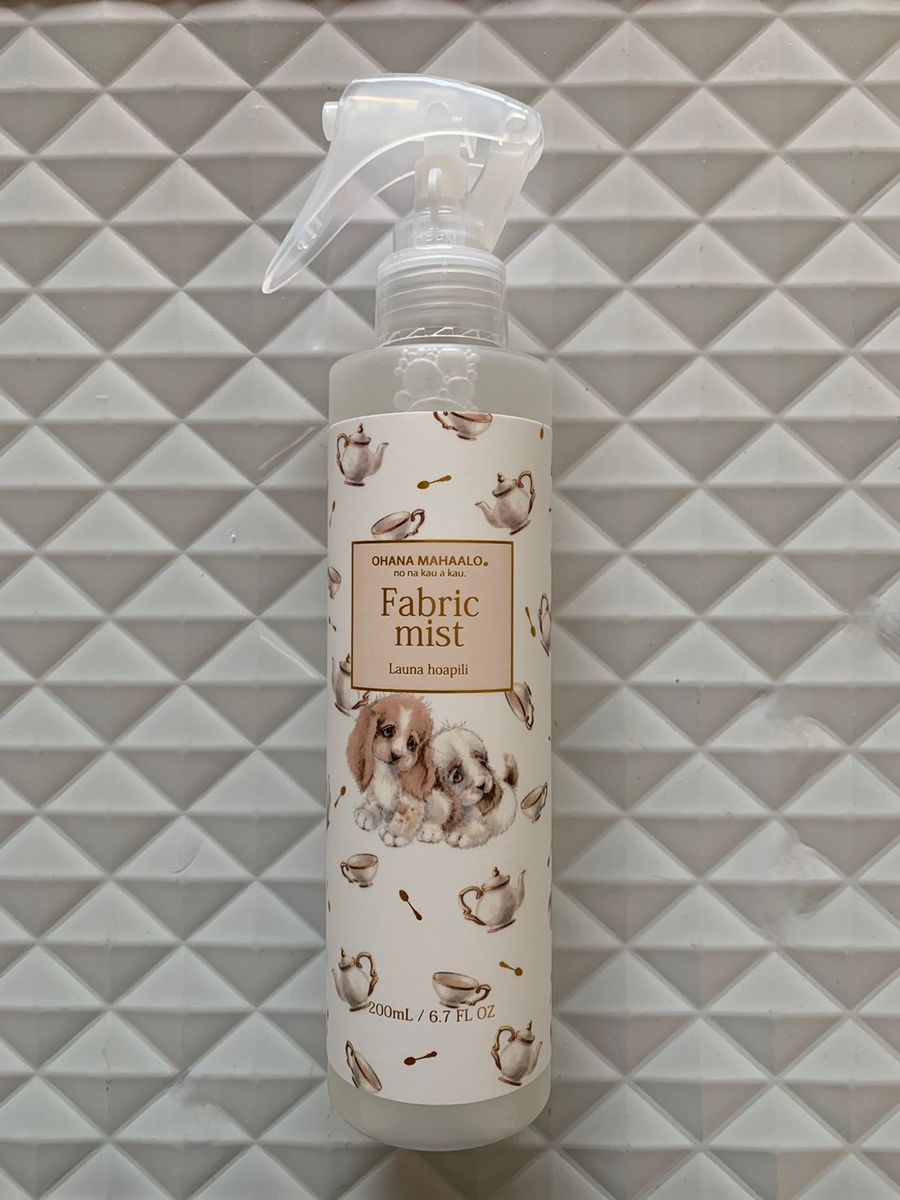 OHANA MAHAALO.
no na kau a kau.
Fabric
mist
Launa hoapili
200mL / 6.7 FL OZ